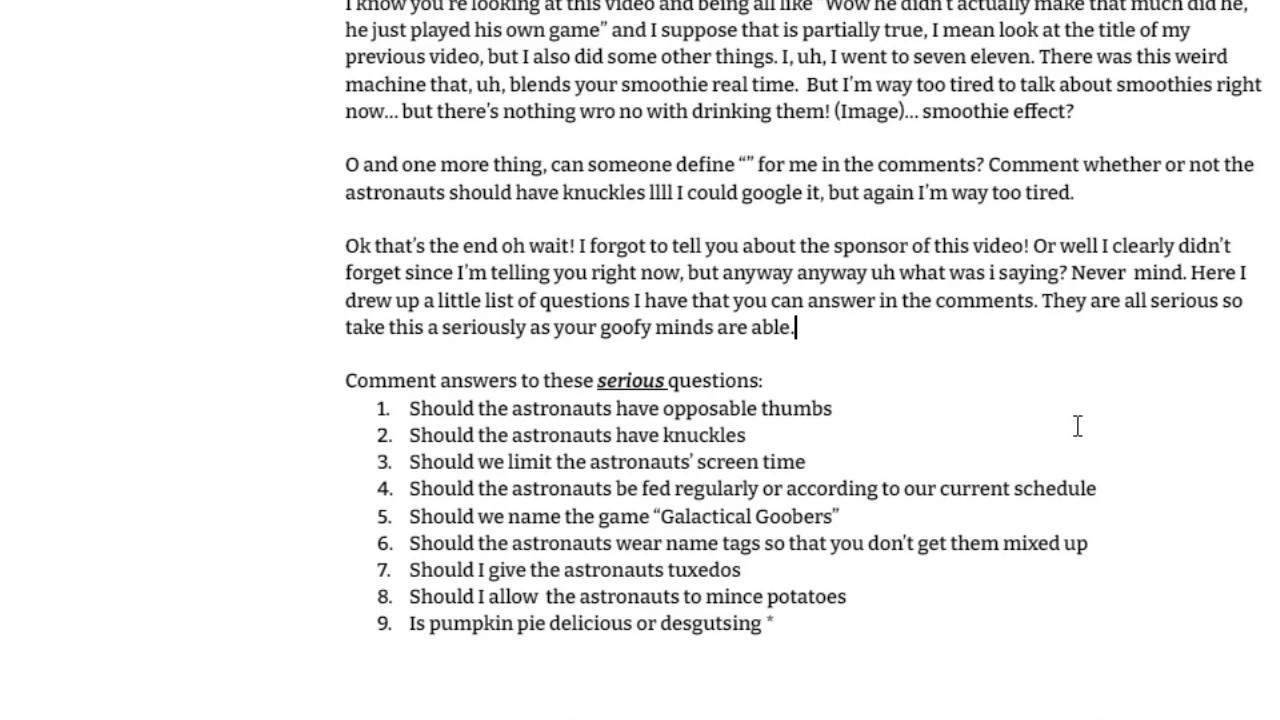 I know you're looking at this video and being all like "Wow he didn't actually make that much did he,
he just played his own game" and I suppose that is partially true, I mean look at the title of my
previous video, but I also did some other things. I, uh, I went to seven eleven. There was this weird
machine that, uh, blends your smoothie real time.  But I'm way too tired to talk about smoothies right
now... but there's nothing wro no with drinking them! (Image)... smoothie effect?
O and one more thing, can someone define “” for me in the comments? Comment whether or not the
astronauts should have knuckles llll I could google it, but again I'm way too tired.
Ok that's the end oh wait! I forgot to tell you about the sponsor of this video! Or well I clearly didn't
forget since I'm telling you right now, but anyway anyway uh what was i saying? Never  mind. Here I
drew up a little list of questions I have that you can answer in the comments. They are all serious so
take this a seriously as your goofy minds are able.
Comment answers to these serious questions:
1. Should the astronauts have opposable thumbs
2. Should the astronauts have knuckles
3. Should we limit the astronauts' screen time
4. Should the astronauts be fed regularly or according to our current schedule
5. Should we name the game “Galactical Goobers”
6. Should the astronauts wear name tags so that you don't get them mixed up
7. Should I give the astronauts tuxedos
8. Should I allow  the astronauts to mince potatoes
9. Is pumpkin pie delicious or desgutsing *